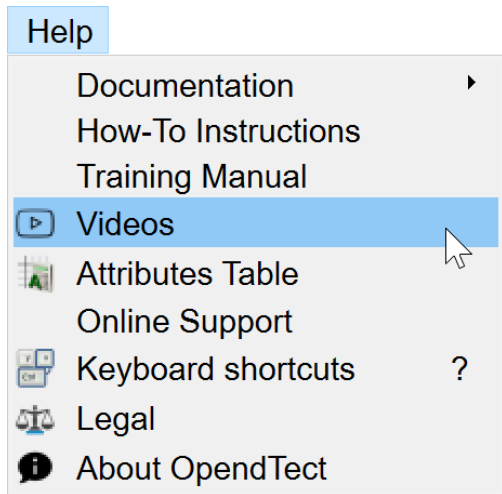 Help
Documentation
How-To Instructions
Training Manual
Videos
Attributes Table
Online Support
Keyboard shortcuts ?
Legal
About OpendTect